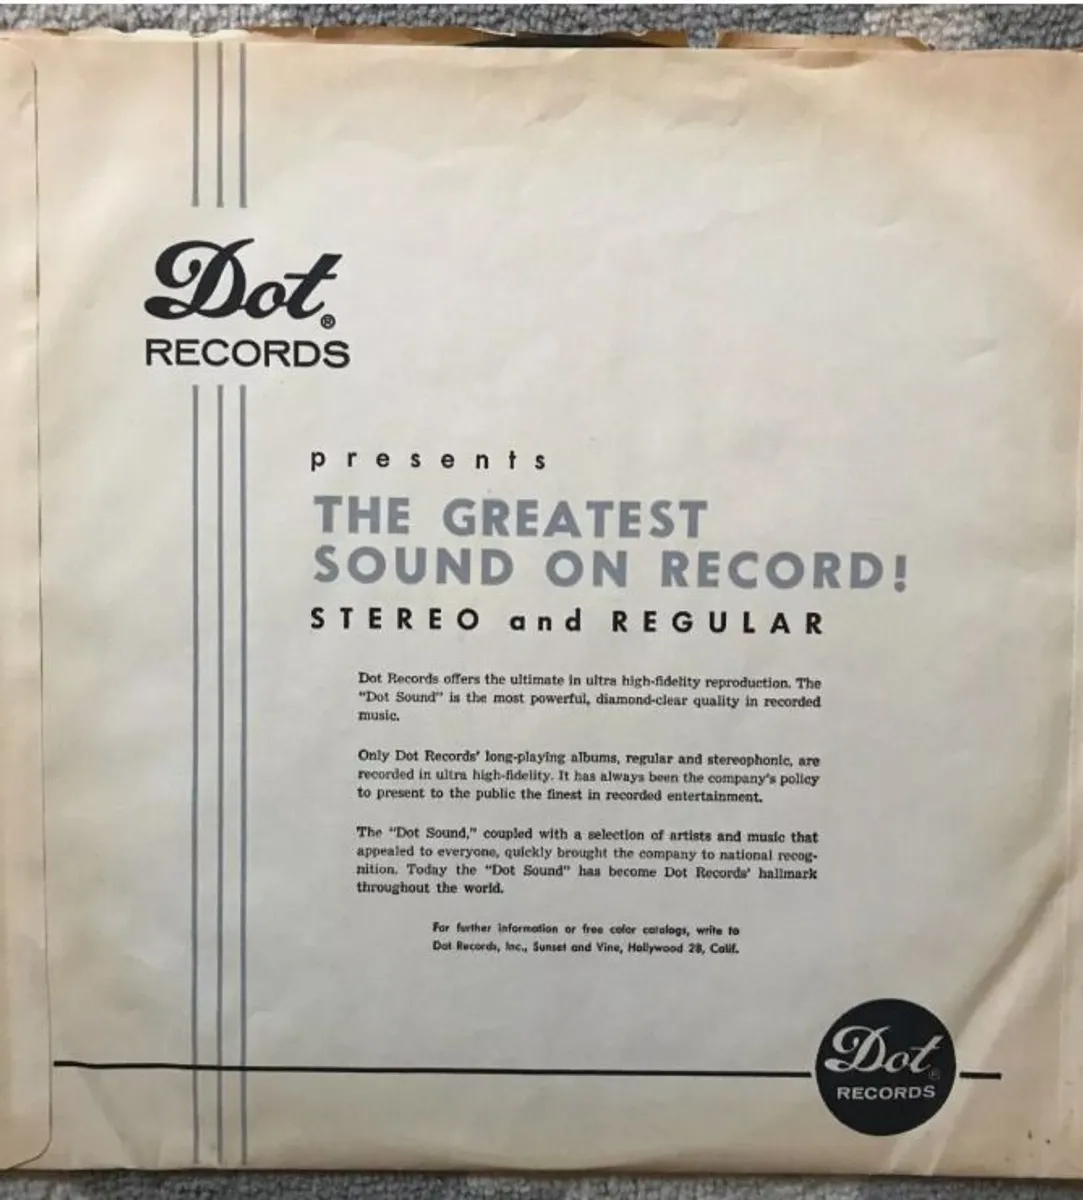 Dot®
RECORDS
presents
THE GREATEST
SOUND ON RECORD!
STEREO and REGULAR
Dot Records offers the ultimate in ultra high-fidelity reproduction. The
“Dot Sound” is the most powerful, diamond-clear quality in recorded
music.
Only Dot Records’ long-playing albums, regular and stereophonic, are
recorded in ultra high-fidelity. It has always been the company’s policy
to present to the public the finest in recorded entertainment.
The “Dot Sound,” coupled with a selection of artists and music that
appealed to everyone, quickly brought the company to national recog-
nition. Today the “Dot Sound” has become Dot Records’ hallmark
throughout the world.
For further information or free color catalogs, write to
Dot Records, Inc., Sunset and Vine, Hollywood 28, Calif.
Dot®
RECORDS